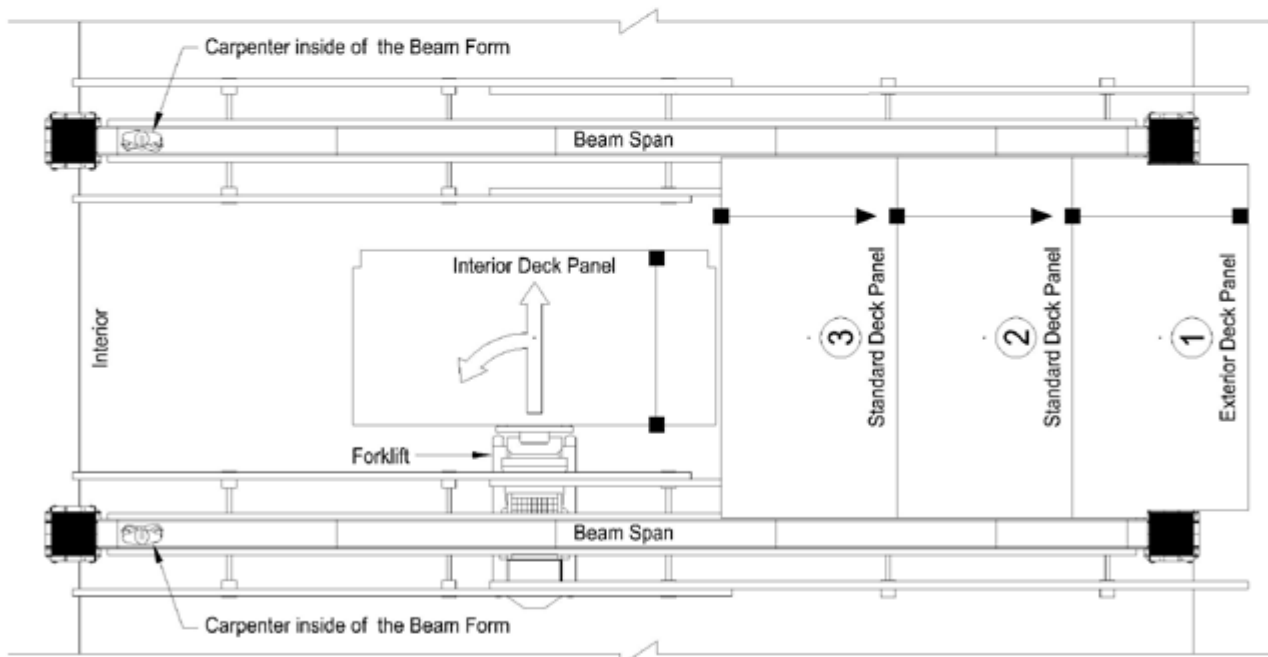 Carpenter inside of the Beam Form
Beam Span
Interior Deck Panel
Interior
3
Standard Deck Panel
2
Standard Deck Panel
1
Exterior Deck Panel
Forklift
Beam Span
Carpenter inside of the Beam Form